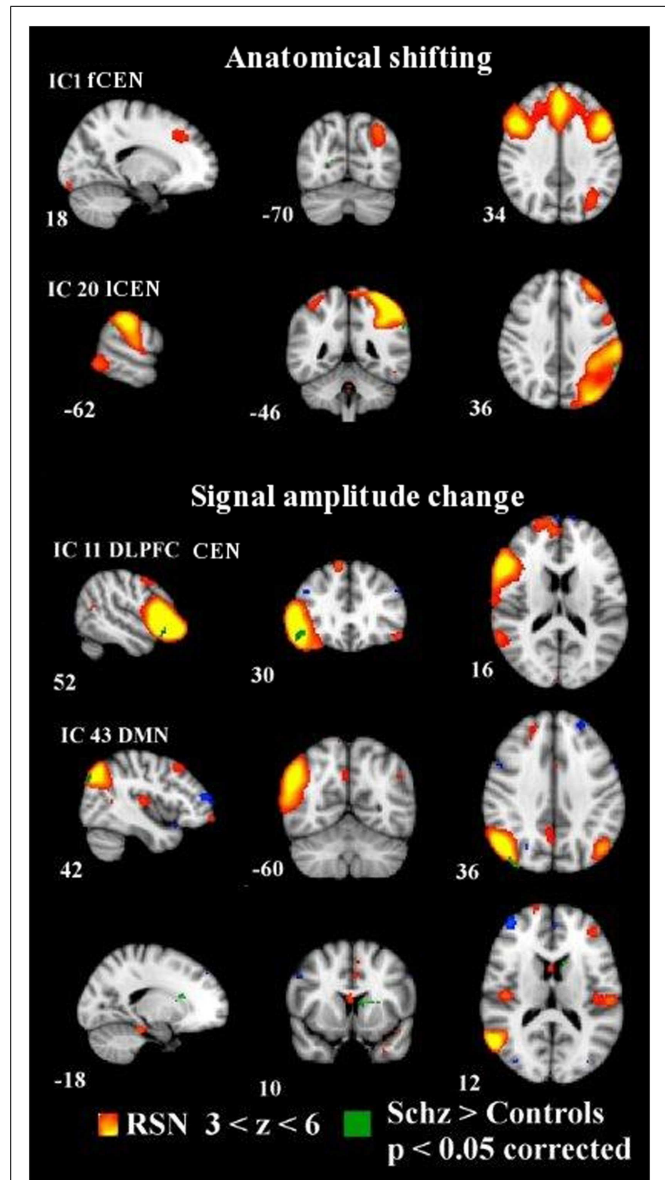 Anatomical shifting
IC1 fCEN
18 -70 34
IC 20 lCEN
-62 -46 36
Signal amplitude change
IC 11 DLPFC CEN
52 30 16
IC 43 DMN
42 -60 36
-18 10 12
RSN 3 < z < 6 Schz > Controls
p < 0.05 corrected